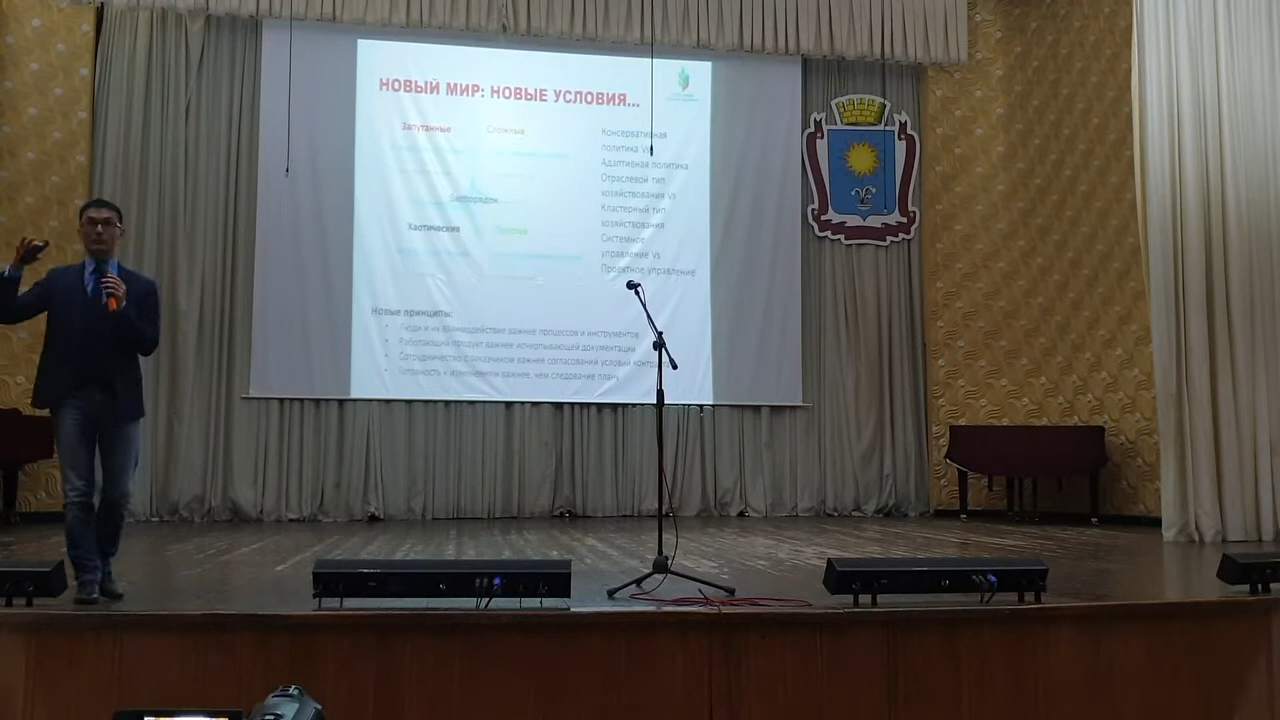 НОВЫЙ МИР: НОВЫЕ УСЛОВИЯ...
Запутанные
Сложные
Беспорядок
Хаотические
Простые
Консервативная
политика Vs
Адаптивная политика
Отраслевой тип
хозяйствования Vs
Кластерный тип
хозяйствования
Системное
управление Vs
Проектное управление
Новые принципы:
• Люди и их взаимодействие важнее процессов и инструментов
• Работающий продукт важнее исчерпывающей документации
• Сотрудничество с заказчиком важнее согласований условий контракта
• Готовность к изменениям важнее, чем следование плану